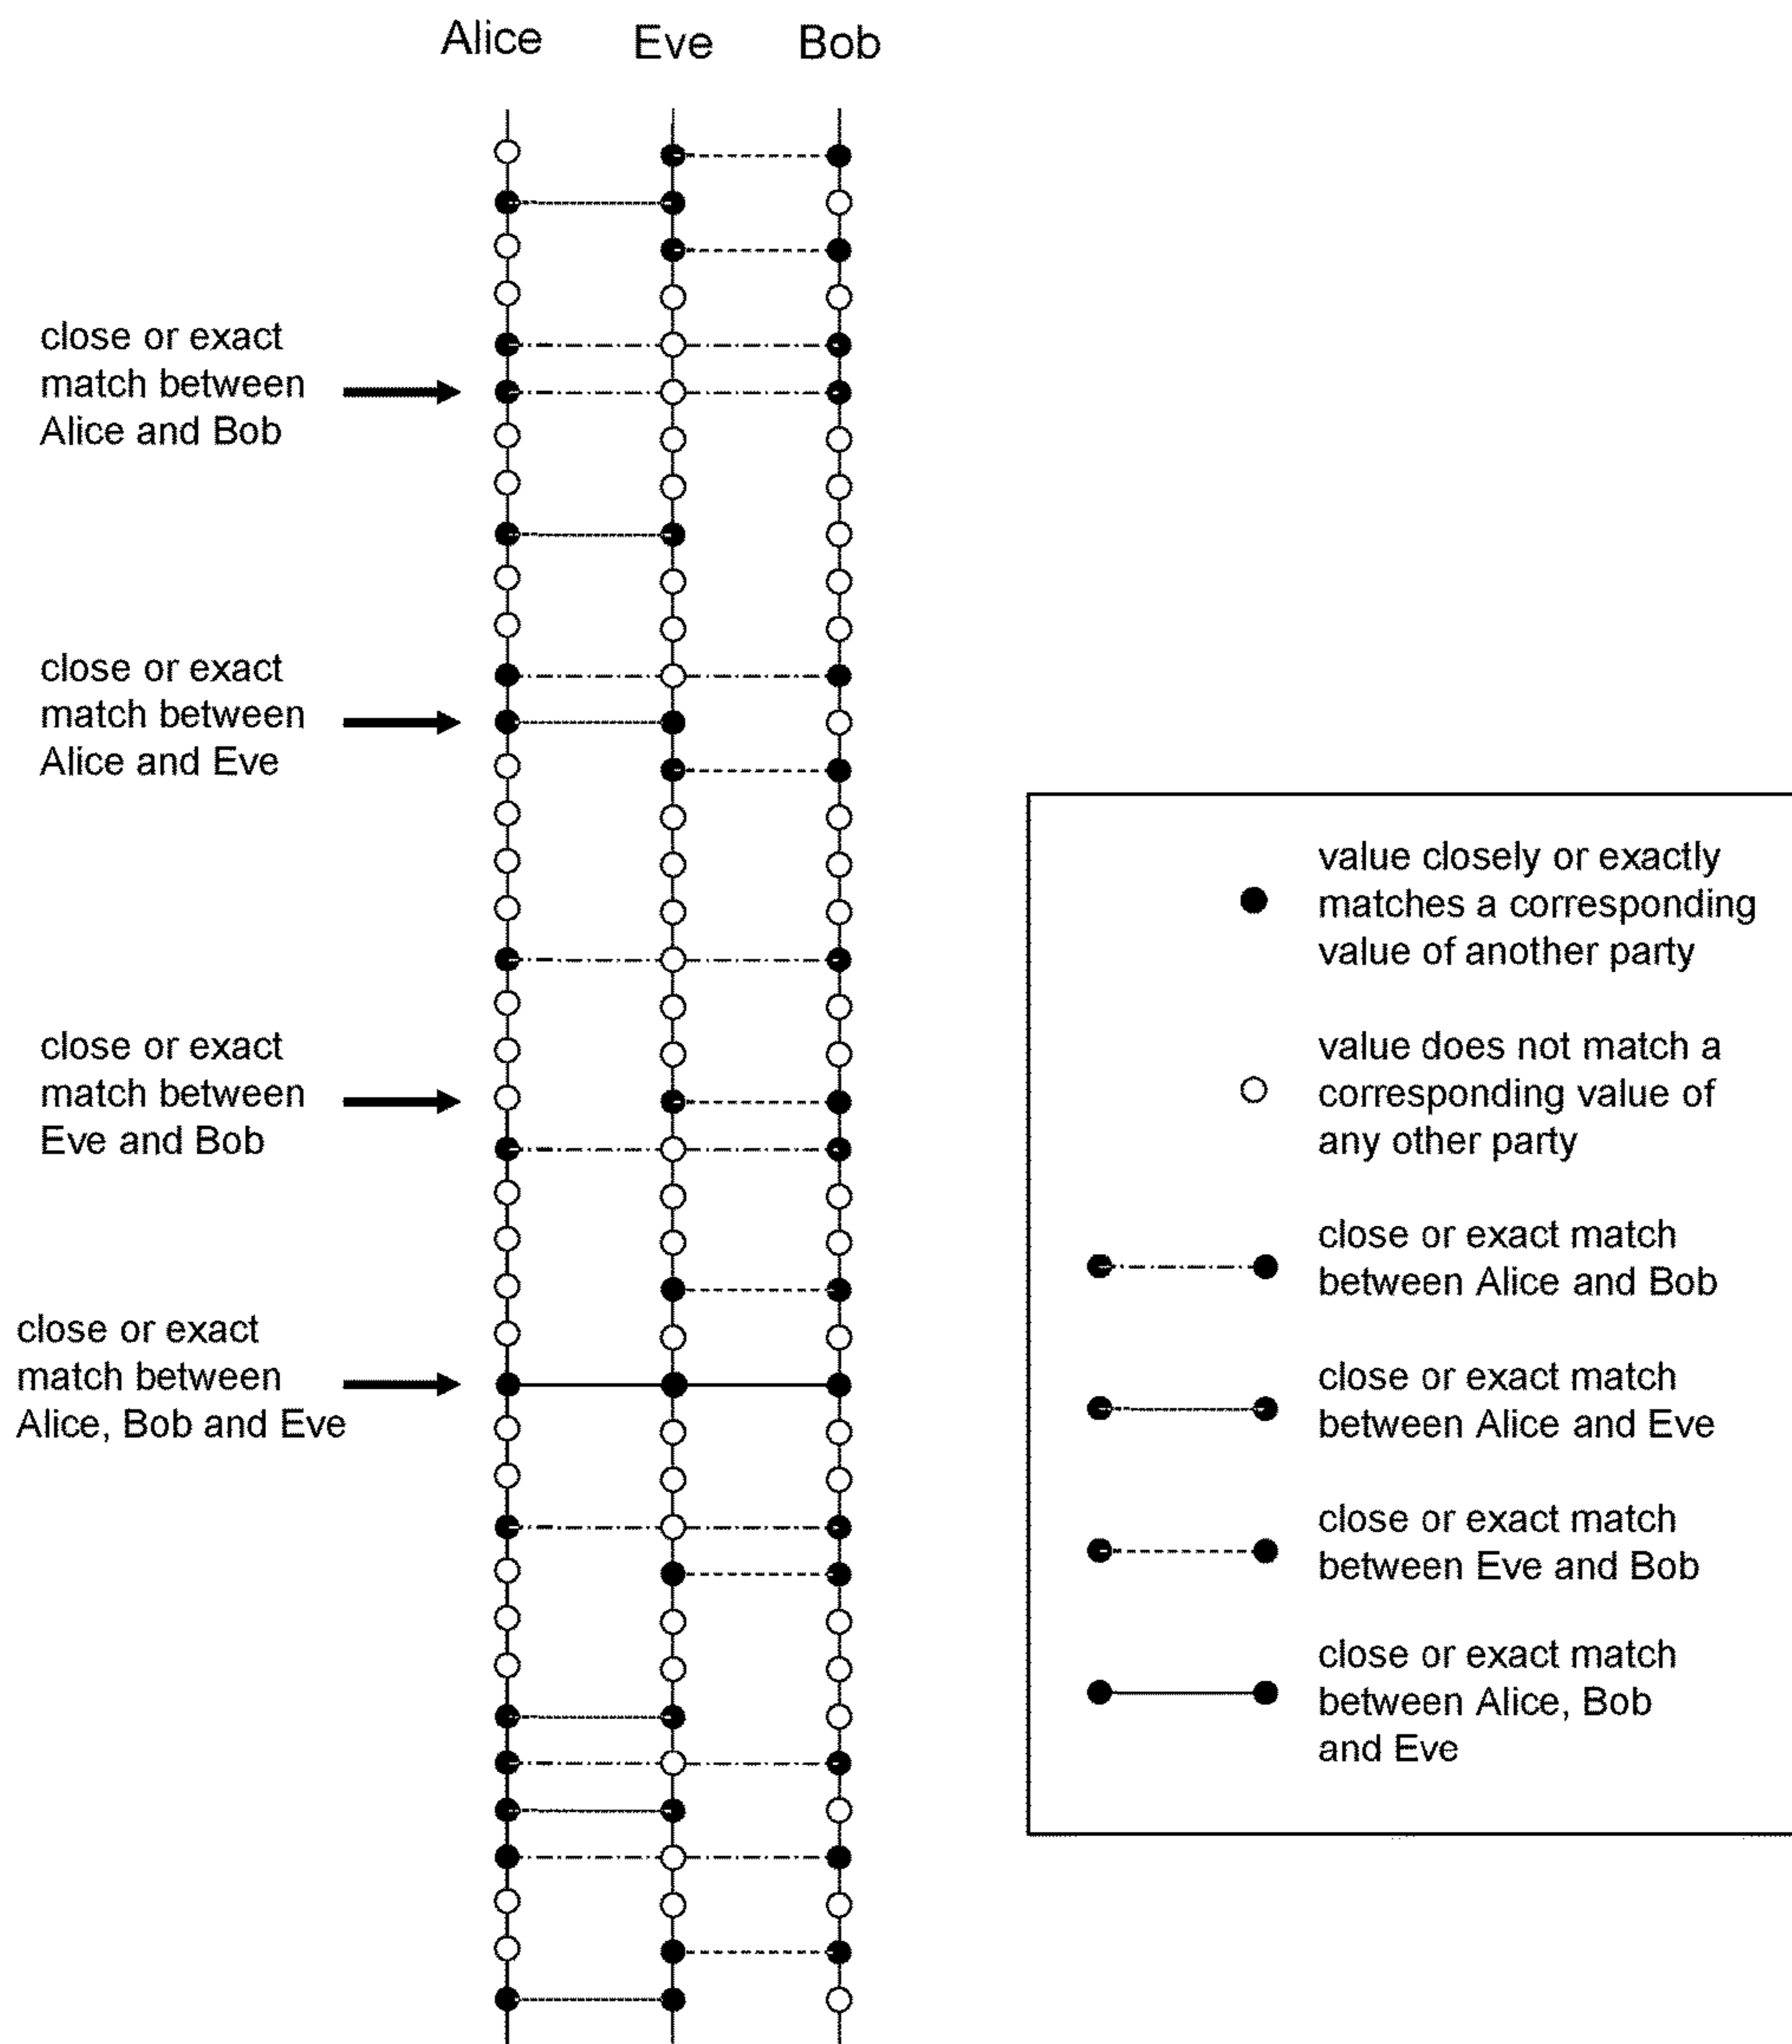 Alice Eve Bob
close or exact
match between
Alice and Bob
close or exact
match between
Alice and Eve
close or exact
match between
Eve and Bob
close or exact
match between
Alice, Bob and Eve
value closely or exactly
matches a corresponding
value of another party
value does not match a
corresponding value of
any other party
close or exact match
between Alice and Bob
close or exact match
between Alice and Eve
close or exact match
between Eve and Bob
close or exact match
between Alice, Bob
and Eve